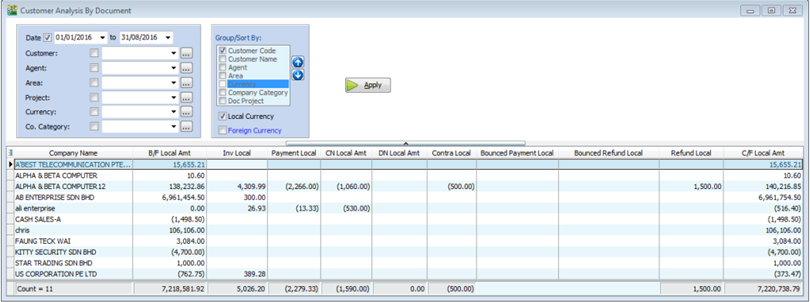 Customer Analysis By Document
Date 01/01/2016 to 31/08/2016
Customer: ...
Agent: ...
Area: ...
Project: ...
Currency: ...
Co. Category: ...
Group/Sort By:
Customer Code
Customer Name
Agent
Area
Currency
Company Category
Doc Project
Local Currency
Foreign Currency
Apply
Company Name B/F Local Amt Inv Local Payment Local CN Local Amt DN Local Amt Contra Local Bounced Payment Local Bounced Refund Local Refund Local C/F Local Amt
A'BEST TELECOMMUNICATION PTE... 15,655.21 15,655.21
ALPHA & BETA COMPUTER 10.60 10.60
ALPHA & BETA COMPUTER12 138,232.86 4,309.99 (2,266.00) (1,060.00) (500.00) 1,500.00 140,216.85
AB ENTERPRISE SDN BHD 6,961,454.50 300.00 6,961,754.50
ali enterprise 0.00 26.93 (13.33) (530.00) (516.40)
CASH SALES-A (1,498.50) (1,498.50)
chris 106,106.00 106,106.00
FAUNG TECK WAI 3,084.00 3,084.00
KITTY SECURITY SDN BHD (4,700.00) (4,700.00)
STAR TRADING SDN BHD 1,000.00 1,000.00
US CORPORATION PE LTD (762.75) 389.28 (373.47)
Count = 11 7,218,581.92 5,026.20 (2,279.33) (1,590.00) 0.00 (500.00) 1,500.00 7,220,738.79